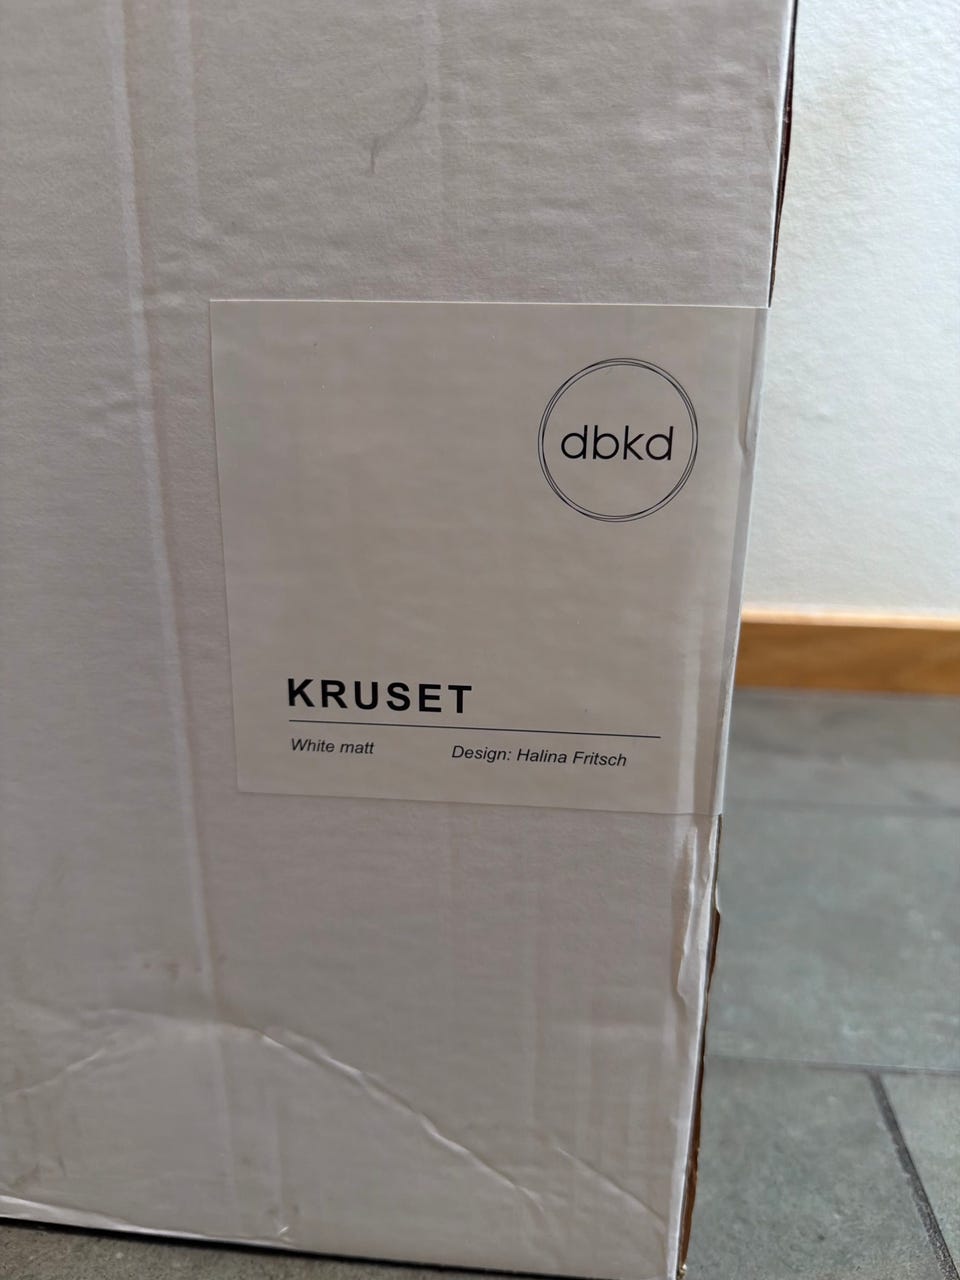 dbkd
KRUSET
White matt Design: Halina Fritsch